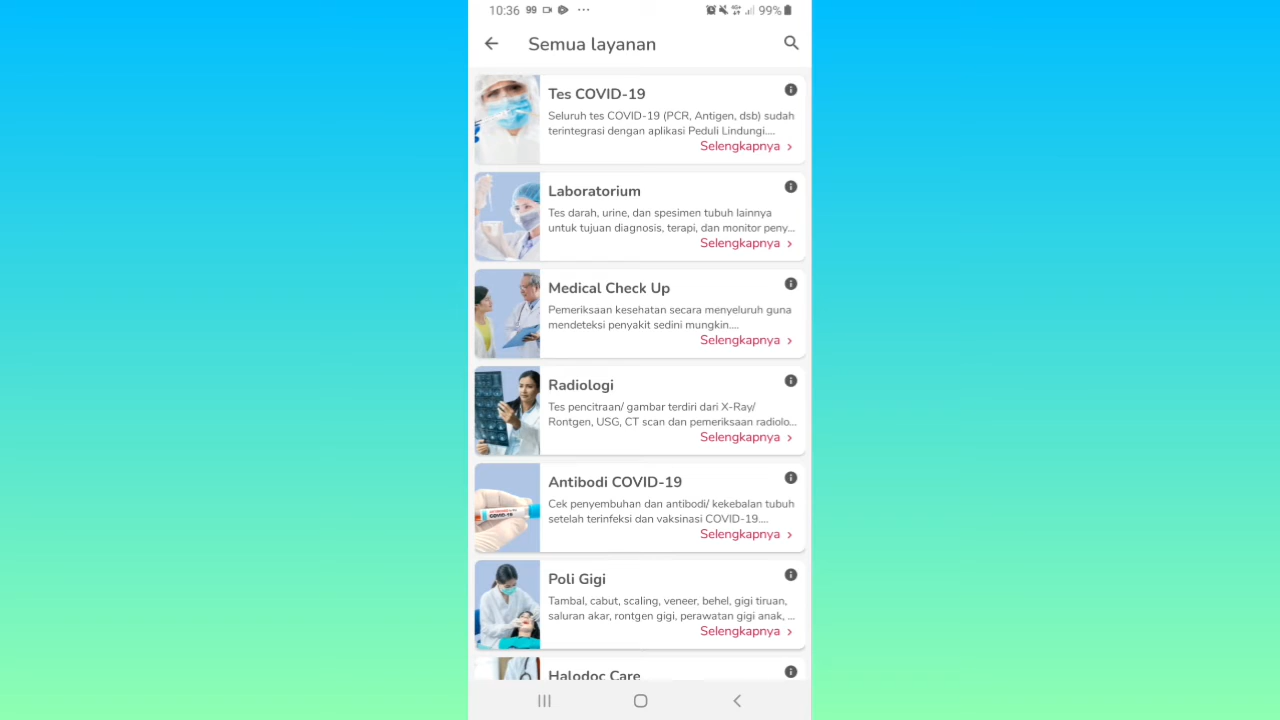 10:36 99 99%
Semua layanan
Tes COVID-19
Seluruh tes COVID-19 (PCR, Antigen, dsb) sudah
terintegrasi dengan aplikasi Peduli Lindungi....
Selengkapnya
Laboratorium
Tes darah, urine, dan spesimen tubuh lainnya
untuk tujuan diagnosis, terapi, dan monitor peny...
Selengkapnya
Medical Check Up
Pemeriksaan kesehatan secara menyeluruh guna
mendeteksi penyakit sedini mungkin....
Selengkapnya
Radiologi
Tes pencitraan/ gambar terdiri dari X-Ray/
Rontgen, USG, CT scan dan pemeriksaan radiolo...
Selengkapnya
Antibodi COVID-19
Cek penyembuhan dan antibodi/ kekebalan tubuh
setelah terinfeksi dan vaksinasi COVID-19....
COVID-19
Selengkapnya
Poli Gigi
Tambal, cabut, scaling, veneer, behel, gigi tiruan,
saluran akar, rontgen gigi, perawatan gigi anak, ...
Selengkapnya
Halodoc Care